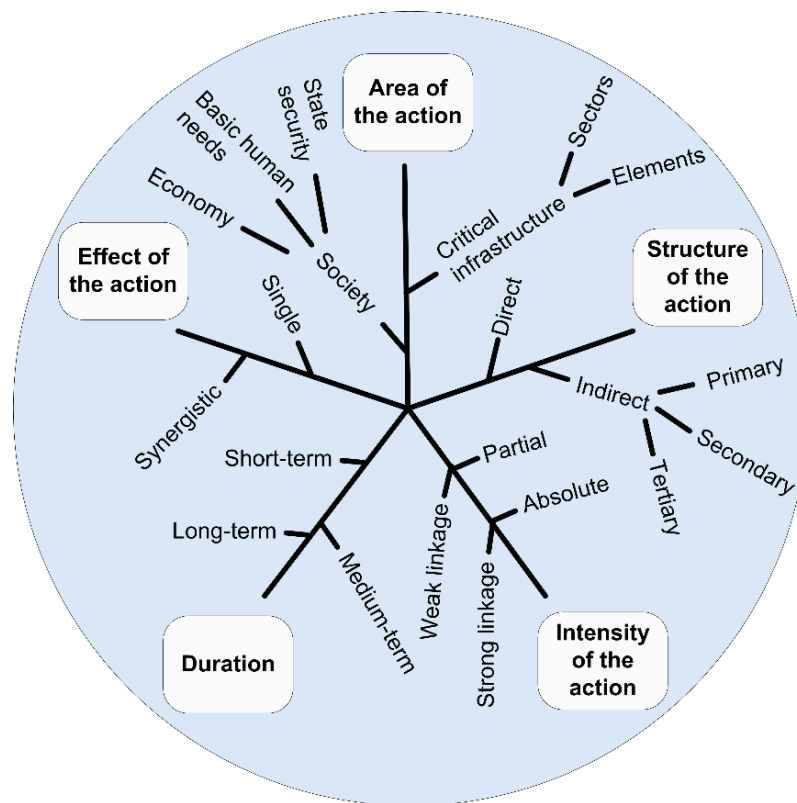 Area of
the action
State
security
Basic human
needs
Economy
Society
Sectors
Elements
Critical
infrastructure
Effect of
the action
Single
Synergistic
Structure
of the
action
Direct
Indirect
Primary
Secondary
Tertiary
Short-term
Long-term
Medium-term
Duration
Partial
Absolute
Weak linkage
Strong linkage
Intensity
of the
action